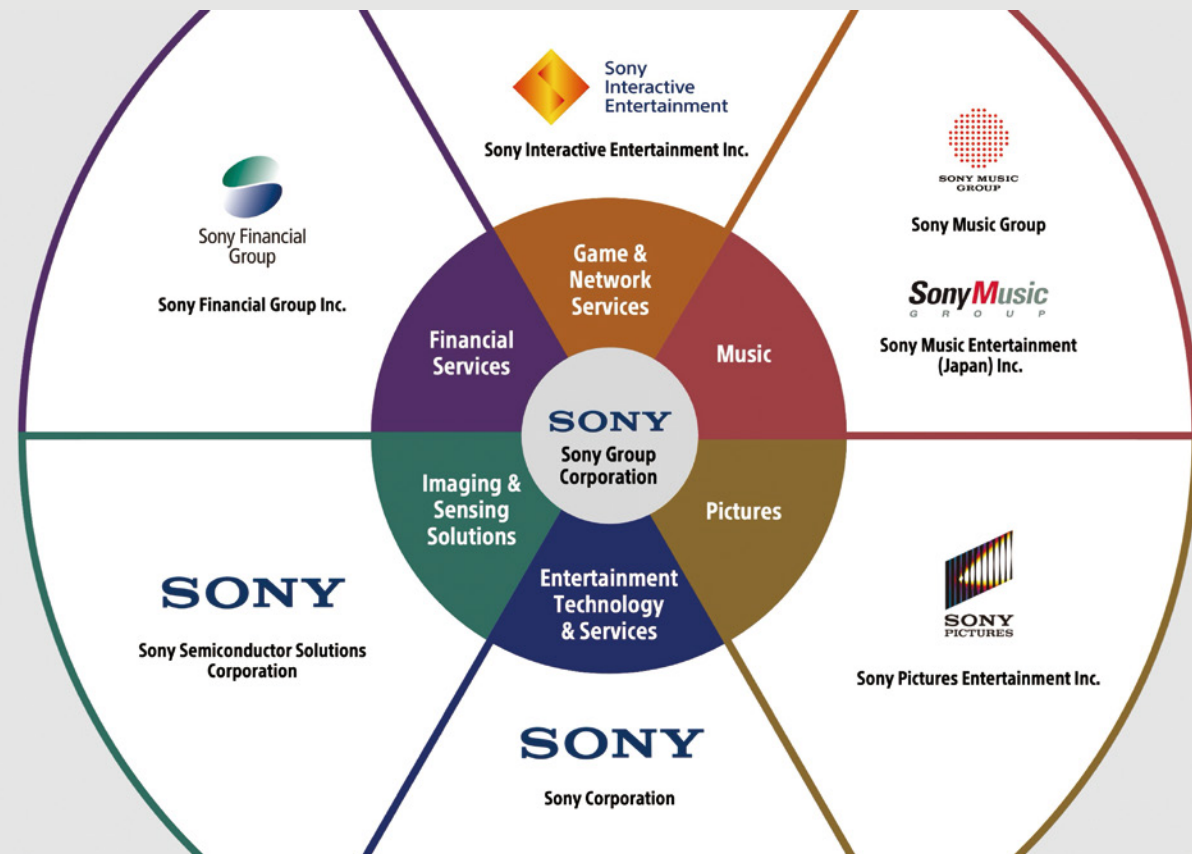 Sony
Interactive
Entertainment
Sony Interactive Entertainment Inc.
SONY MUSIC
GROUP
Sony Music Group
SonyMusic
GROUP
Sony Music Entertainment
(Japan) Inc.
Sony Financial
Group
Sony Financial Group Inc.
Game &
Network
Services
Financial
Services
Music
SONY
Sony Group
Corporation
Imaging &
Sensing
Solutions
Pictures
Entertainment
Technology
& Services
SONY
Sony Semiconductor Solutions
Corporation
SONY
PICTURES
Sony Pictures Entertainment Inc.
SONY
Sony Corporation